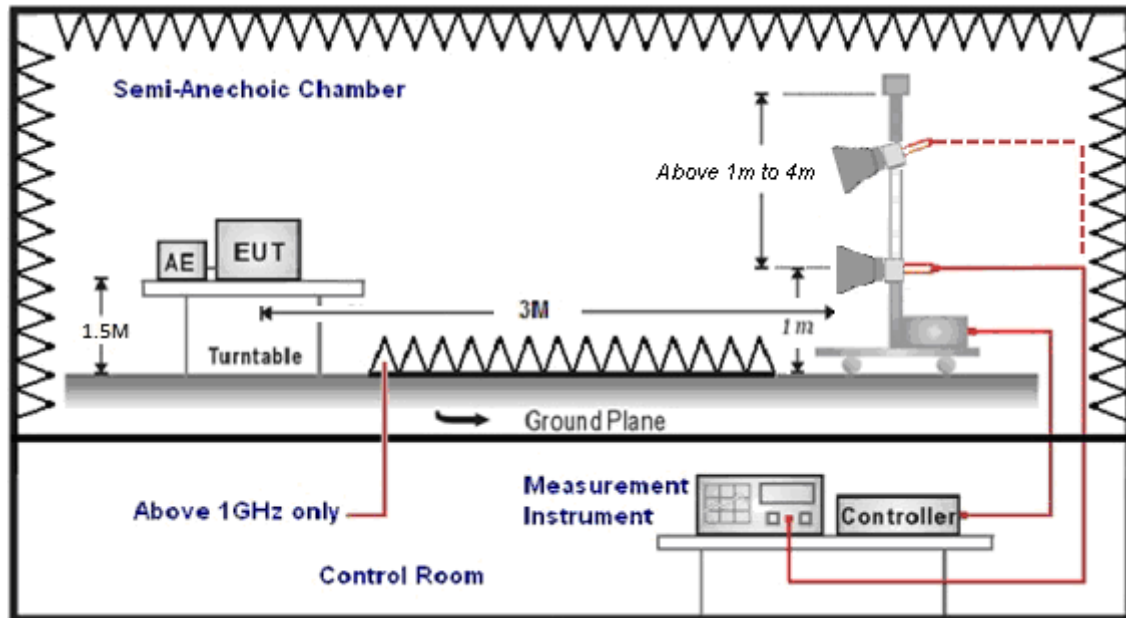 Semi-Anechoic Chamber
Above 1m to 4m
AE
EUT
1.5M
3M
1m
Turntable
Ground Plane
Above 1GHz only
Measurement
Instrument
Controller
Control Room